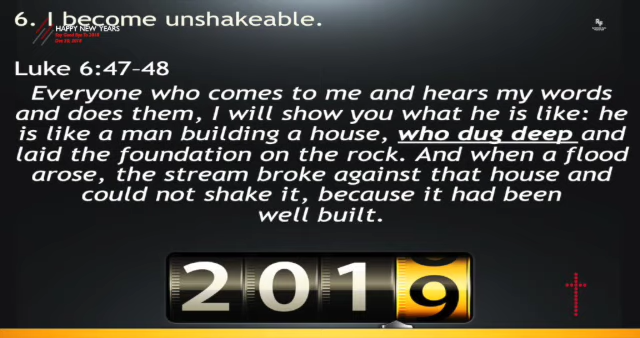 6. I become unshakeable.
HAPPY NEW YEARS
Luke 6:47-48
Everyone who comes to me and hears my words
and does them, I will show you what he is like: he
is like a man building a house, who dug deep and
laid the foundation on the rock. And when a flood
arose, the stream broke against that house and
could not shake it, because it had been
well built.
2019